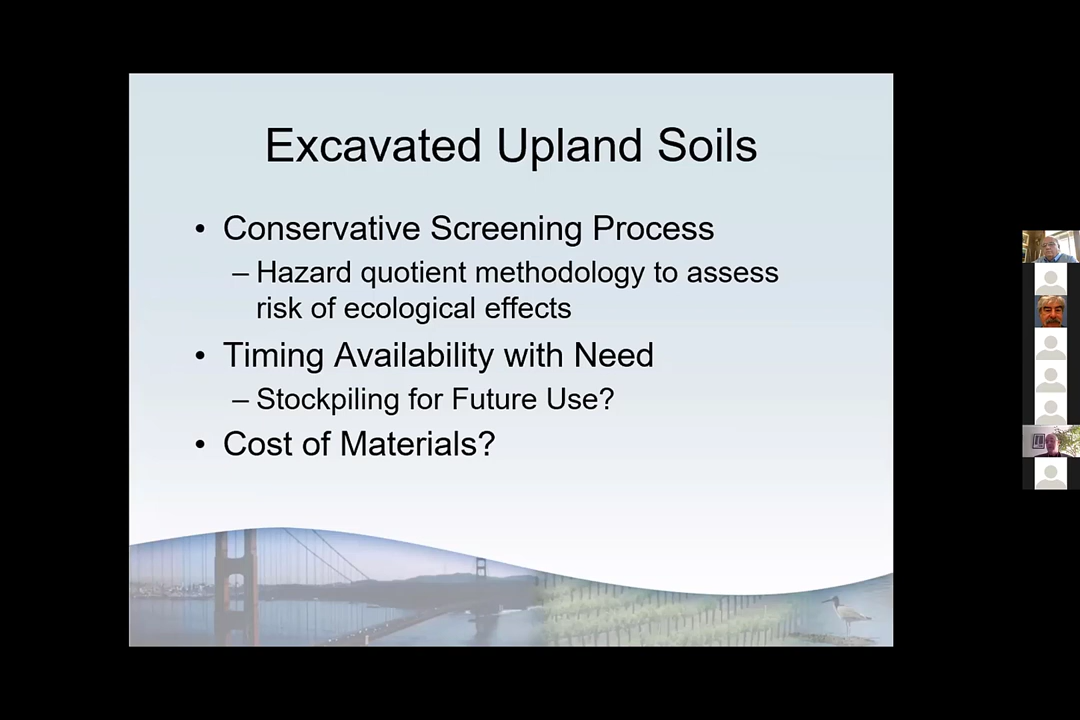 Excavated Upland Soils
• Conservative Screening Process
– Hazard quotient methodology to assess
risk of ecological effects
• Timing Availability with Need
– Stockpiling for Future Use?
• Cost of Materials?